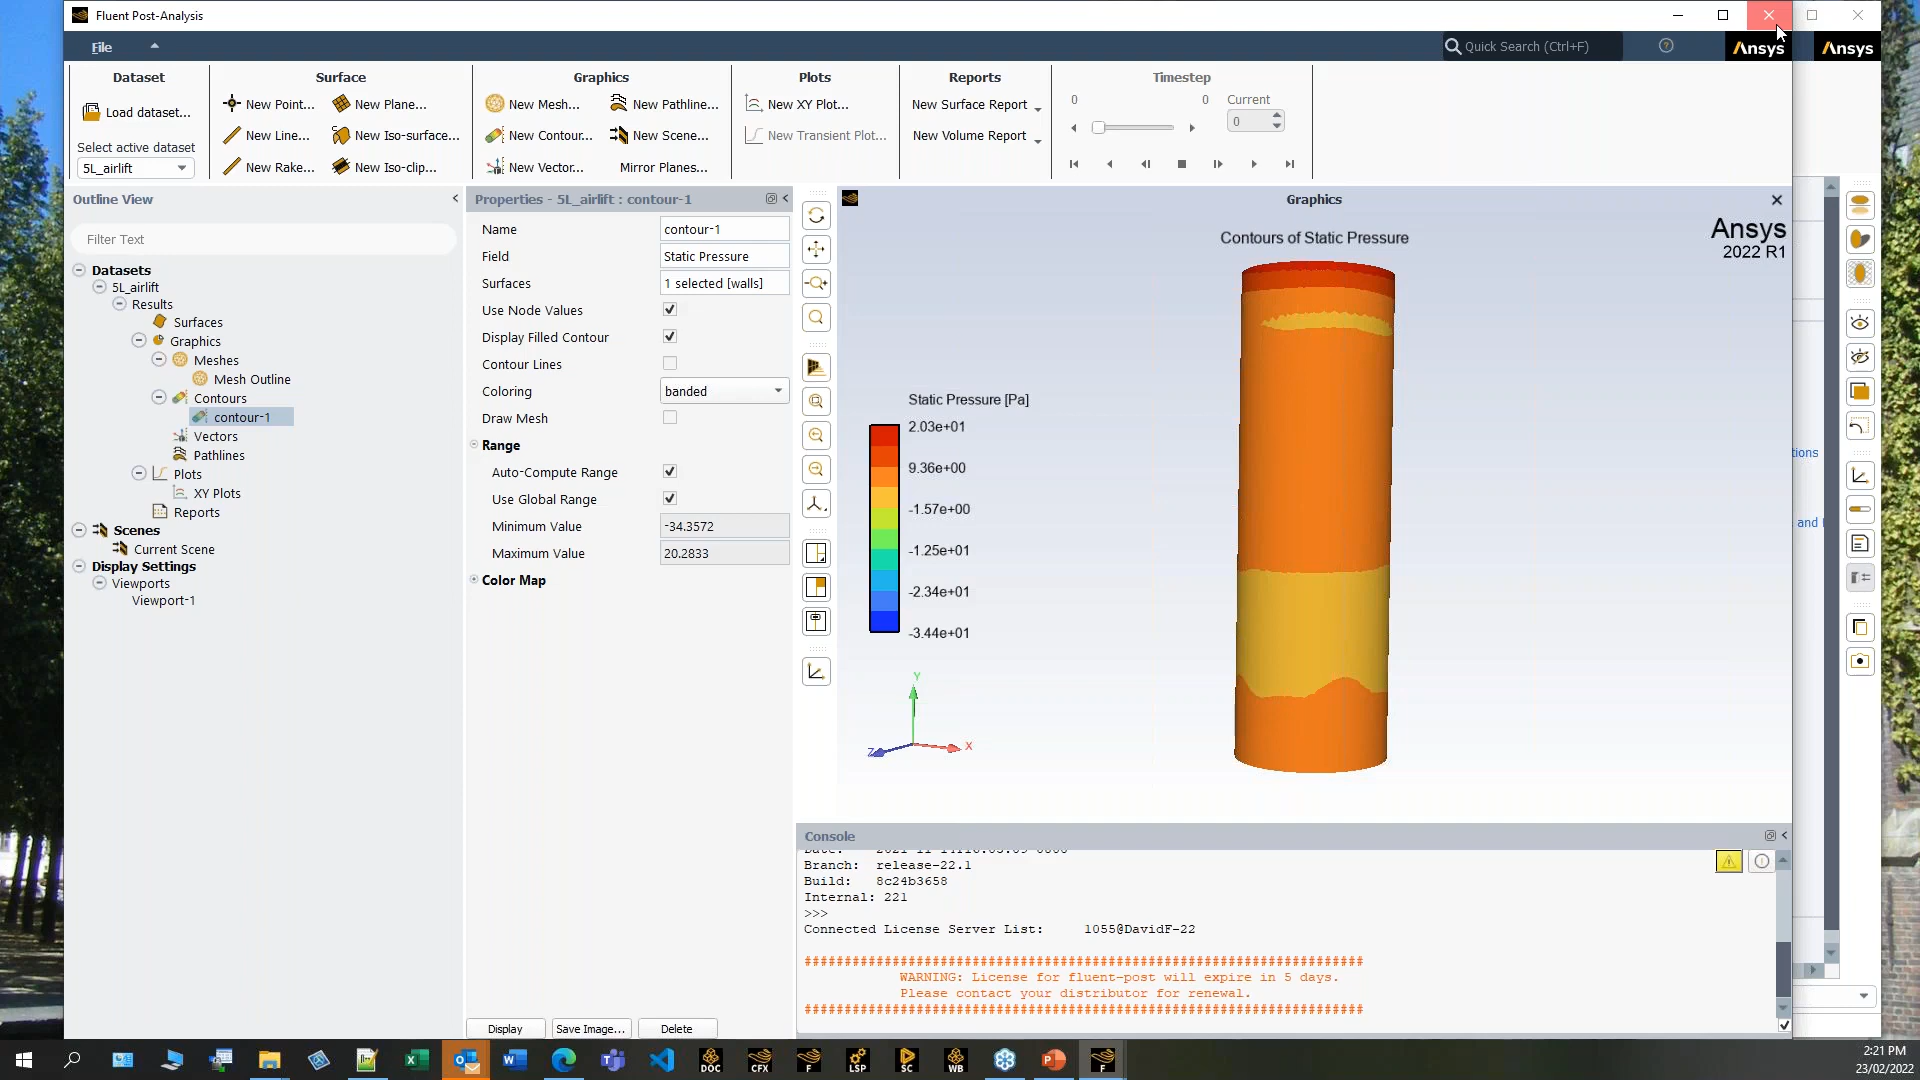 Fluent Post-Analysis
File
Quick Search (Ctrl+F)
Ansys
Ansys
Dataset
Surface
Graphics
Plots
Reports
Timestep
Load dataset...
New Point...
New Plane...
New Mesh...
New Pathline...
New XY Plot...
New Surface Report
0
0
Current
0
New Line...
New Iso-surface...
New Contour...
New Scene...
New Transient Plot...
New Volume Report
Select active dataset
5L_airlift
New Rake...
New Iso-clip...
New Vector...
Mirror Planes...
Outline View
Filter Text
Datasets
5L_airlift
Results
Surfaces
Graphics
Meshes
Mesh Outline
Contours
contour-1
Vectors
Pathlines
Plots
XY Plots
Reports
Scenes
Current Scene
Display Settings
Viewports
Viewport-1
Properties - 5L_airlift : contour-1
Name
contour-1
Field
Static Pressure
Surfaces
1 selected [walls]
Use Node Values
Display Filled Contour
Contour Lines
Coloring
banded
Draw Mesh
Range
Auto-Compute Range
Use Global Range
Minimum Value
-34.3572
Maximum Value
20.2833
Color Map
Display
Save Image...
Delete
Graphics
Contours of Static Pressure
Ansys
2022 R1
Static Pressure [Pa]
2.03e+01
9.36e+00
-1.57e+00
-1.25e+01
-2.34e+01
-3.44e+01
Y
X
Z
tions
and
Console
Branch: release-22.1
Build: 8c24b3658
Internal: 221
>>>
Connected License Server List: 1055@DavidF-22
######################################################################
WARNING: License for fluent-post will expire in 5 days.
Please contact your distributor for renewal.
######################################################################
DOC
CFX
F
LSP
SC
WB
F
2:21 PM
23/02/2022